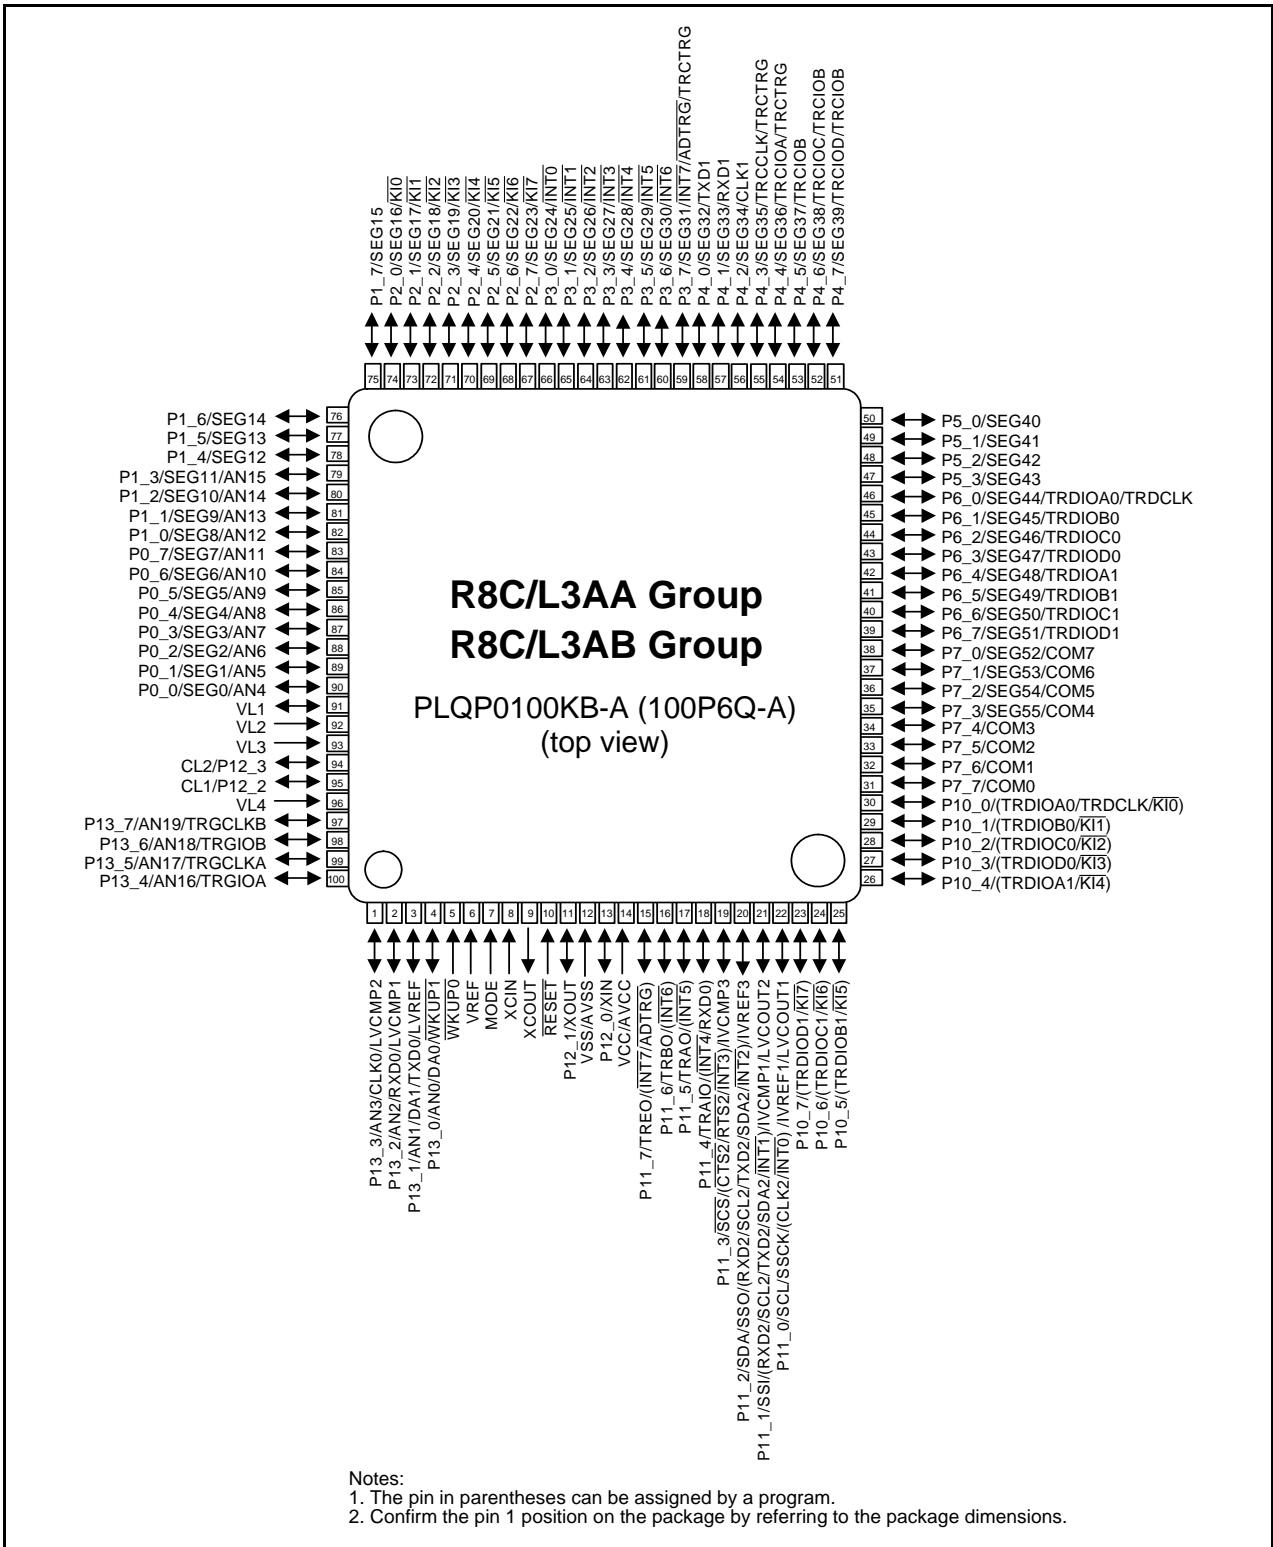 P1_7/SEG15
P2_0/SEG16/KI0
P2_1/SEG17/KI1
P2_2/SEG18/KI2
P2_3/SEG19/KI3
P2_4/SEG20/KI4
P2_5/SEG21/KI5
P2_6/SEG22/KI6
P2_7/SEG23/KI7
P3_0/SEG24/INT0
P3_1/SEG25/INT1
P3_2/SEG26/INT2
P3_3/SEG27/INT3
P3_4/SEG28/INT4
P3_5/SEG29/INT5
P3_6/SEG30/INT6
P3_7/SEG31/INT7/ADTRG/TRCTRG
P4_0/SEG32/TXD1
P4_1/SEG33/RXD1
P4_2/SEG34/CLK1
P4_3/SEG35/TRCCLK/TRCTRG
P4_4/SEG36/TRCIOA/TRCTRG
P4_5/SEG37/TRCIOB
P4_6/SEG38/TRCIOC/TRCIOB
P4_7/SEG39/TRCIOD/TRCIOB
75 74 73 72 71 70 69 68 67 66 65 64 63 62 61 60 59 58 57 56 55 54 53 52 51
P1_6/SEG14 76
P1_5/SEG13 77
P1_4/SEG12 78
P1_3/SEG11/AN15 79
P1_2/SEG10/AN14 80
P1_1/SEG9/AN13 81
P1_0/SEG8/AN12 82
P0_7/SEG7/AN11 83
P0_6/SEG6/AN10 84
P0_5/SEG5/AN9 85
P0_4/SEG4/AN8 86
P0_3/SEG3/AN7 87
P0_2/SEG2/AN6 88
P0_1/SEG1/AN5 89
P0_0/SEG0/AN4 90
VL1 91
VL2 92
VL3 93
CL2/P12_3 94
CL1/P12_2 95
VL4 96
P13_7/AN19/TRGCLKB 97
P13_6/AN18/TRGIOB 98
P13_5/AN17/TRGCLKA 99
P13_4/AN16/TRGIOA 100
R8C/L3AA Group
R8C/L3AB Group
PLQP0100KB-A (100P6Q-A)
(top view)
50 P5_0/SEG40
49 P5_1/SEG41
48 P5_2/SEG42
47 P5_3/SEG43
46 P6_0/SEG44/TRDIOA0/TRDCLK
45 P6_1/SEG45/TRDIOB0
44 P6_2/SEG46/TRDIOC0
43 P6_3/SEG47/TRDIOD0
42 P6_4/SEG48/TRDIOA1
41 P6_5/SEG49/TRDIOB1
40 P6_6/SEG50/TRDIOC1
39 P6_7/SEG51/TRDIOD1
38 P7_0/SEG52/COM7
37 P7_1/SEG53/COM6
36 P7_2/SEG54/COM5
35 P7_3/SEG55/COM4
34 P7_4/COM3
33 P7_5/COM2
32 P7_6/COM1
31 P7_7/COM0
30 P10_0/(TRDIOA0/TRDCLK/KI0)
29 P10_1/(TRDIOB0/KI1)
28 P10_2/(TRDIOC0/KI2)
27 P10_3/(TRDIOD0/KI3)
26 P10_4/(TRDIOA1/KI4)
1 2 3 4 5 6 7 8 9 10 11 12 13 14 15 16 17 18 19 20 21 22 23 24 25
P13_3/AN3/CLK0/LVCMP2
P13_2/AN2/RXD0/LVCMP1
P13_1/AN1/DA1/TXD0/LVREF
P13_0/AN0/DA0/WKUP1
WKUP0
VREF
MODE
XCIN
XCOUT
RESET
P12_1/XOUT
VSS/AVSS
P12_0/XIN
VCC/AVCC
P11_7/TREO/(INT7/ADTRG)
P11_6/TRBO/(INT6)
P11_5/TRAO/(INT5)
P11_4/TRAIO/(INT4/RXD0)
P11_3/SCS/(CTS2/RTS2/INT3)/IVCMP3
P11_2/SDA/SSO/(RXD2/SCL2/TXD2/SDA2/INT2)/IVREF3
P11_1/SSI/(RXD2/SCL2/TXD2/SDA2/INT1)/IVCMP1/LVCOUT2
P11_0/SCL/SSCK/(CLK2/INT0) /IVREF1/LVCOUT1
P10_7/(TRDIOD1/KI7)
P10_6/(TRDIOC1/KI6)
P10_5/(TRDIOB1/KI5)
Notes:
1. The pin in parentheses can be assigned by a program.
2. Confirm the pin 1 position on the package by referring to the package dimensions.